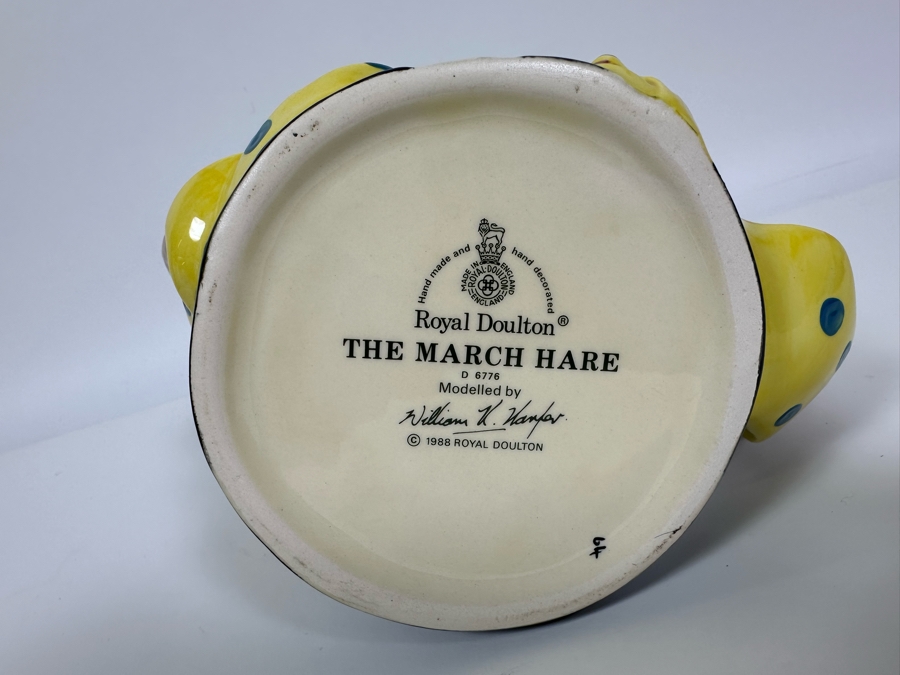 Hand made and hand decorated
MADE IN ENGLAND
ROYAL·DOULTON
ENGLAND
Royal Doulton®
THE MARCH HARE
D 6776
Modelled by
William K. Harper.
© 1988 ROYAL DOULTON
64